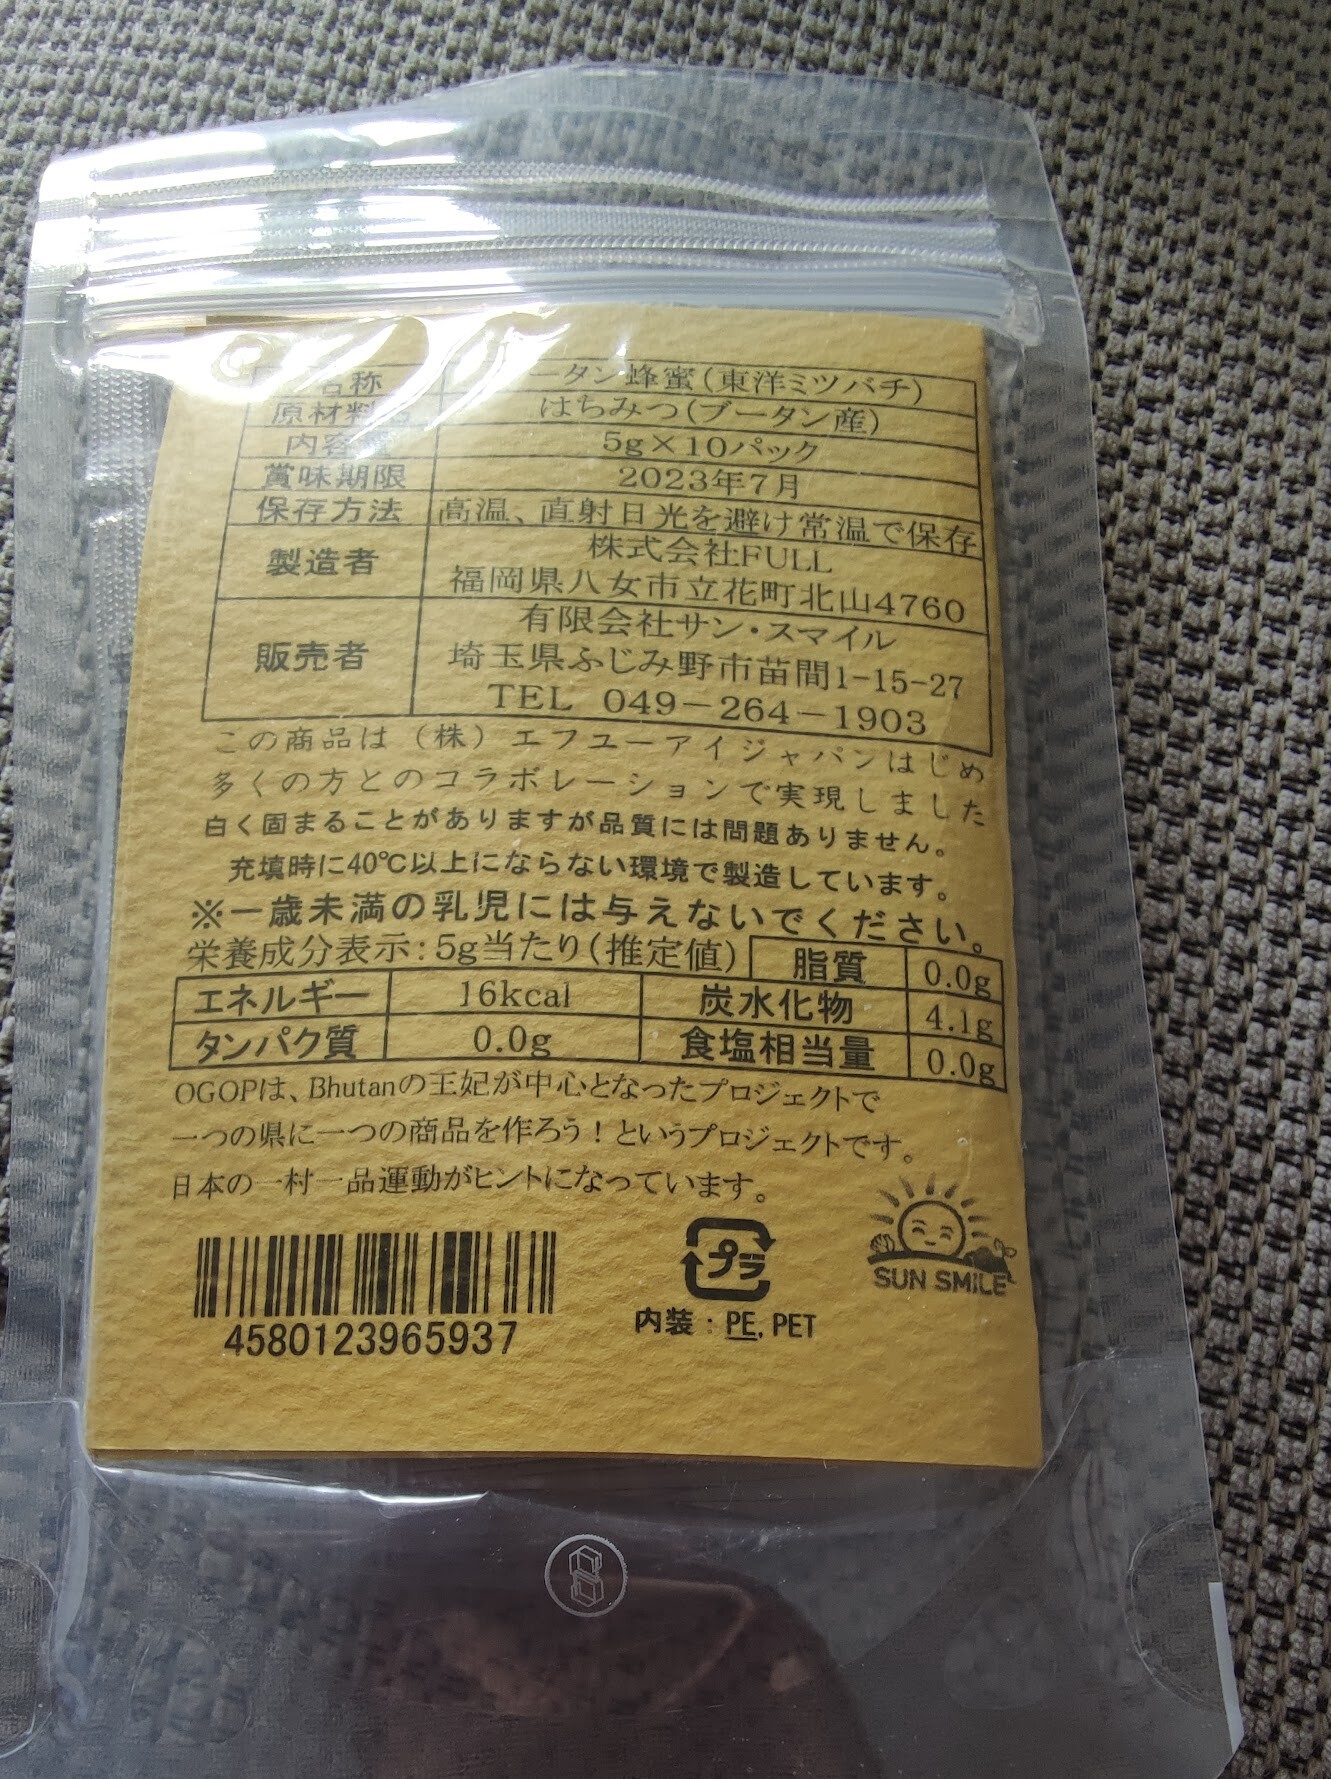 名称 ータン蜂蜜(東洋ミツバチ)
原材料名 はちみつ(ブータン産)
内容量 5g×10パック
賞味期限 2023年7月
保存方法 高温、直射日光を避け常温で保存
製造者 株式会社FULL
福岡県八女市立花町北山4760
販売者 有限会社サン・スマイル
埼玉県ふじみ野市苗間1-15-27
TEL 049-264-1903
この商品は(株)エフユーアイジャパンはじめ
多くの方とのコラボレーションで実現しました
白く固まることがありますが品質には問題ありません。
充填時に40℃以上にならない環境で製造しています。
※一歳未満の乳児には与えないでください。
栄養成分表示:5g当たり(推定値) 脂質 0.0g
エネルギー 16kcal 炭水化物 4.1g
タンパク質 0.0g 食塩相当量 0.0g
OGOPは、Bhutanの王妃が中心となったプロジェクトで
一つの県に一つの商品を作ろう!というプロジェクトです。
日本の一村一品運動がヒントになっています。
4580123965937
プラ
内装:PE, PET
SUN SMILE